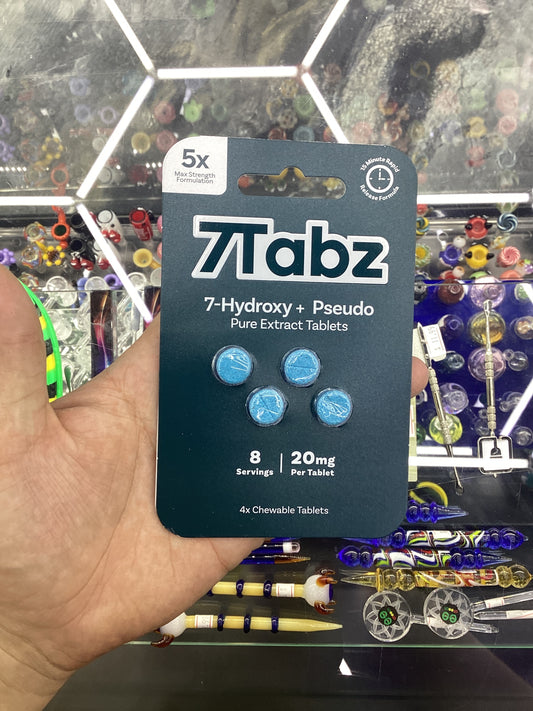 5x
Max Strength
Formulation
15 Minute Rapid
Release Formula
7Tabz
7-Hydroxy + Pseudo
Pure Extract Tablets
8
Servings
20mg
Per Tablet
4x Chewable Tablets